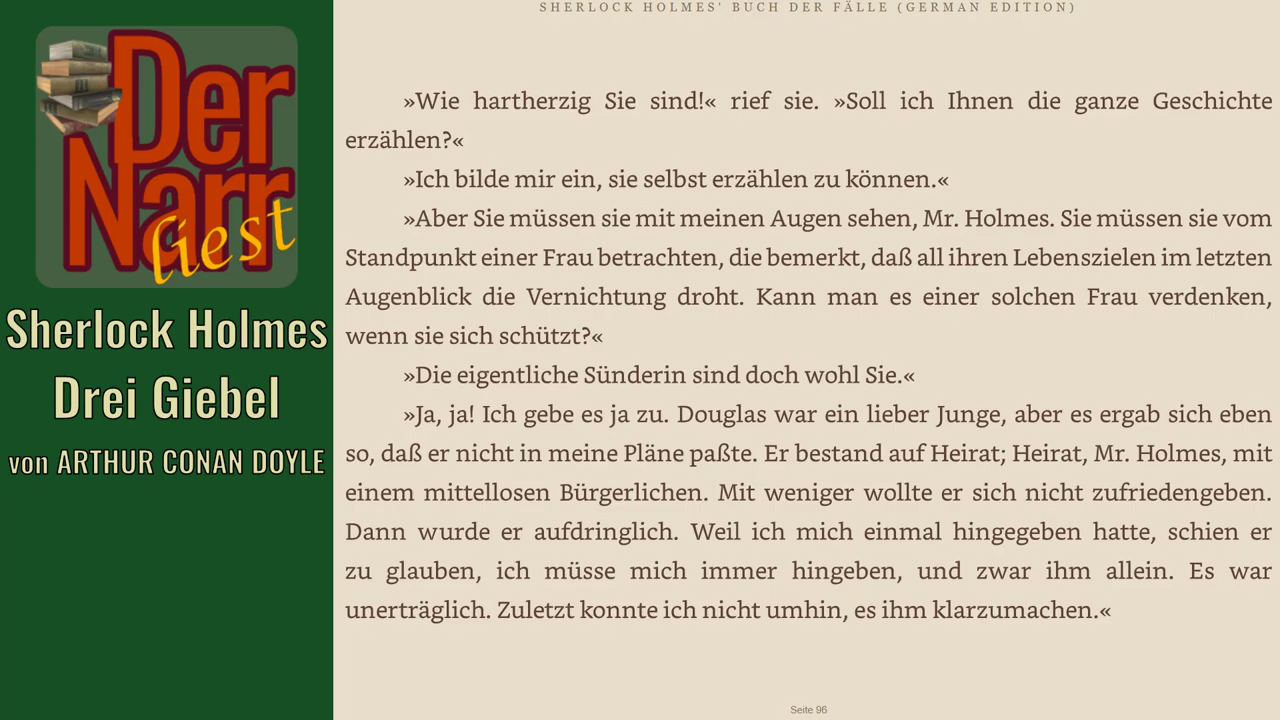 Der
Narr
liest
Sherlock Holmes
Drei Giebel
von ARTHUR CONAN DOYLE
SHERLOCK HOLMES' BUCH DER FÄLLE (GERMAN EDITION)
»Wie hartherzig Sie sind!« rief sie. »Soll ich Ihnen die ganze Geschichte
erzählen?«
»Ich bilde mir ein, sie selbst erzählen zu können.«
»Aber Sie müssen sie mit meinen Augen sehen, Mr. Holmes. Sie müssen sie vom
Standpunkt einer Frau betrachten, die bemerkt, daß all ihren Lebenszielen im letzten
Augenblick die Vernichtung droht. Kann man es einer solchen Frau verdenken,
wenn sie sich schützt?«
»Die eigentliche Sünderin sind doch wohl Sie.«
»Ja, ja! Ich gebe es ja zu. Douglas war ein lieber Junge, aber es ergab sich eben
so, daß er nicht in meine Pläne paßte. Er bestand auf Heirat; Heirat, Mr. Holmes, mit
einem mittellosen Bürgerlichen. Mit weniger wollte er sich nicht zufriedengeben.
Dann wurde er aufdringlich. Weil ich mich einmal hingegeben hatte, schien er
zu glauben, ich müsse mich immer hingeben, und zwar ihm allein. Es war
unerträglich. Zuletzt konnte ich nicht umhin, es ihm klarzumachen.«
Seite 96